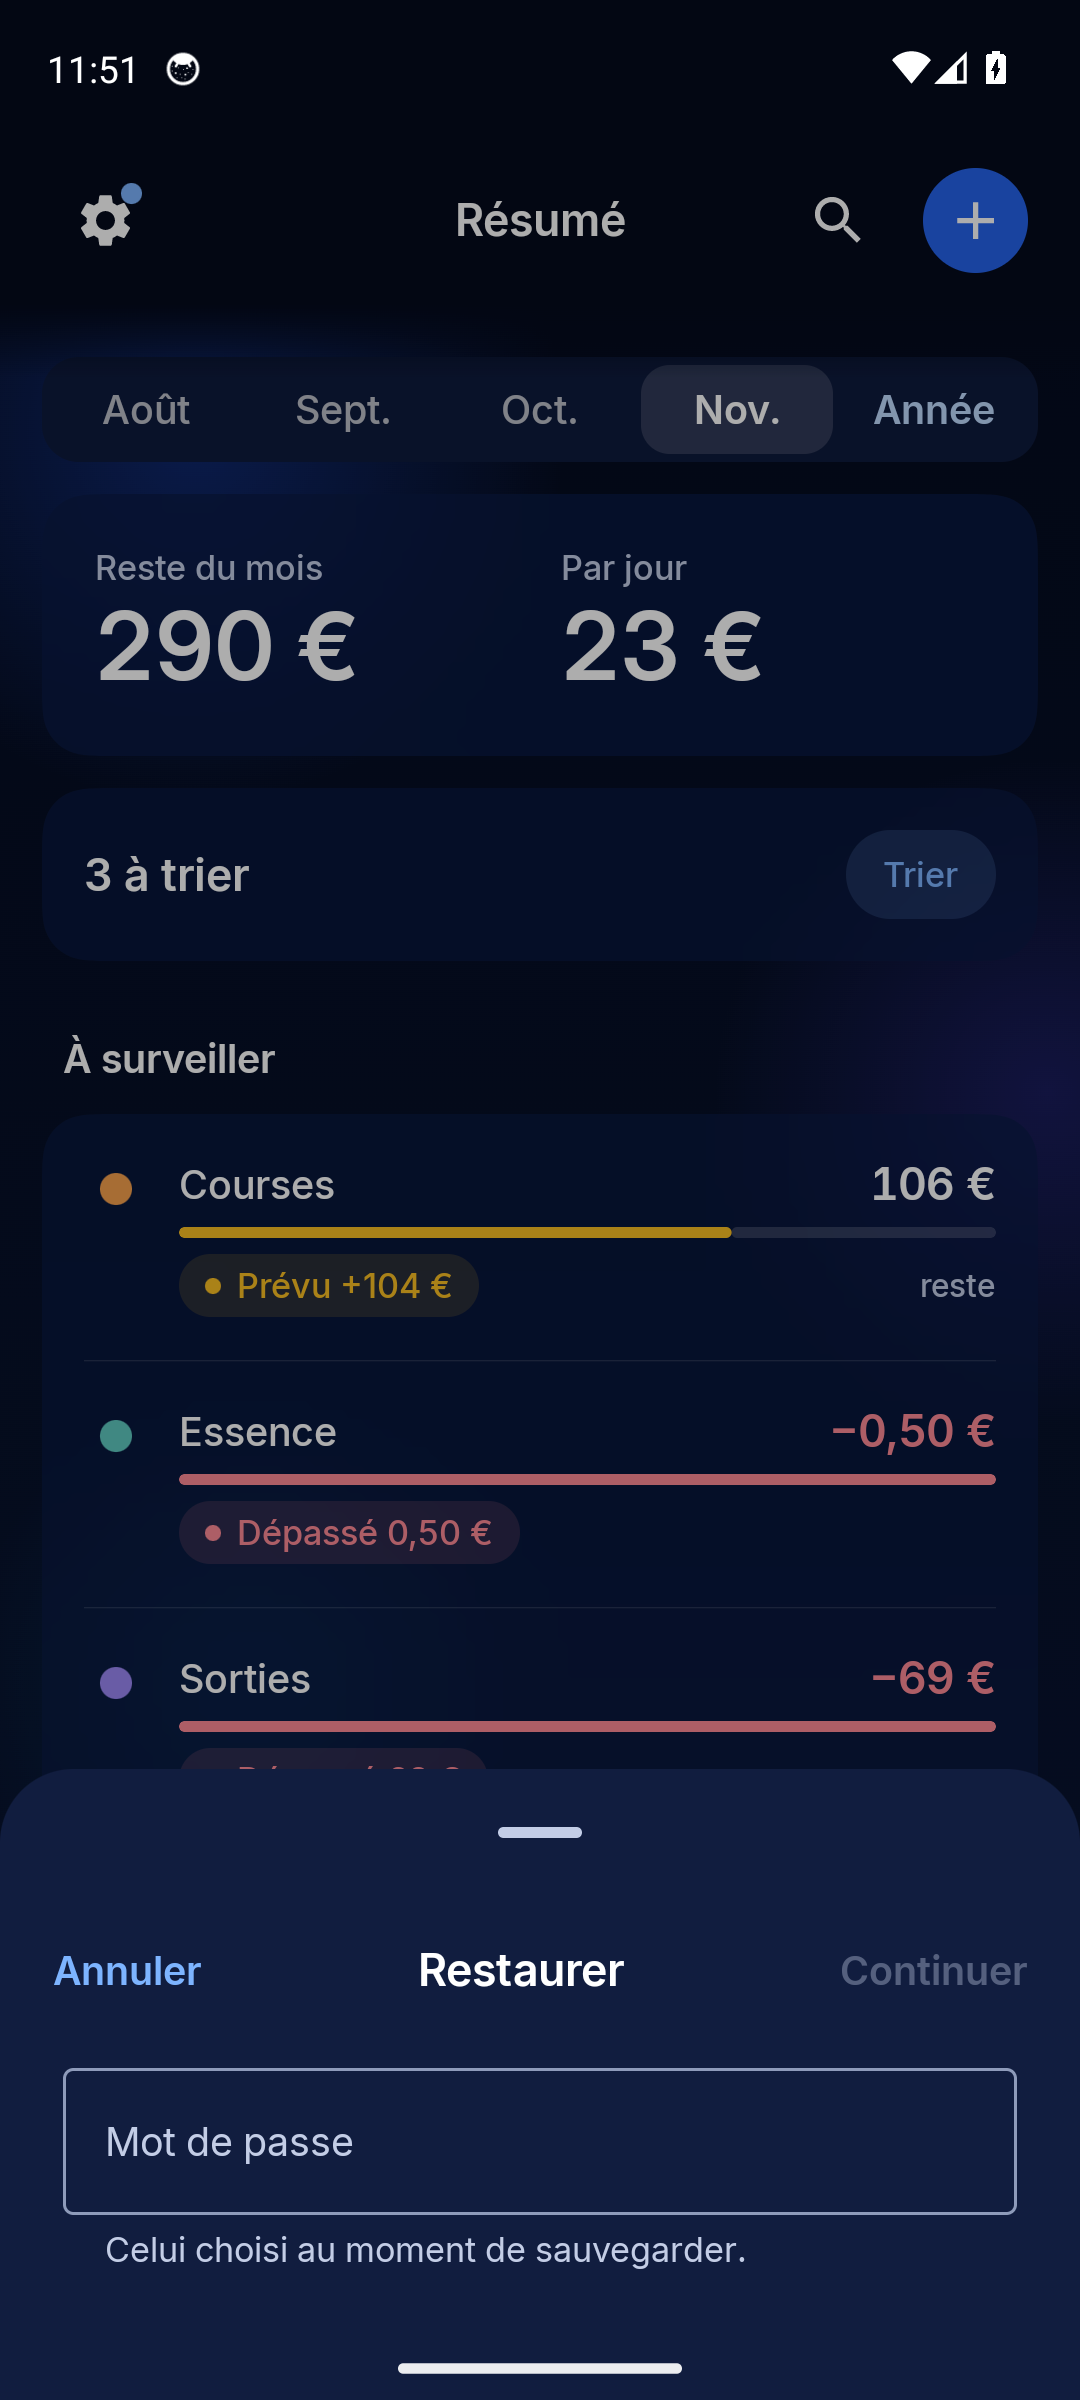 11:51
Résumé
Août Sept. Oct. Nov. Année
Reste du mois Par jour
290 € 23 €
3 à trier Trier
À surveiller
Courses 106 €
Prévu +104 € reste
Essence −0,50 €
Dépassé 0,50 €
Sorties −69 €
Annuler Restaurer Continuer
Mot de passe
Celui choisi au moment de sauvegarder.